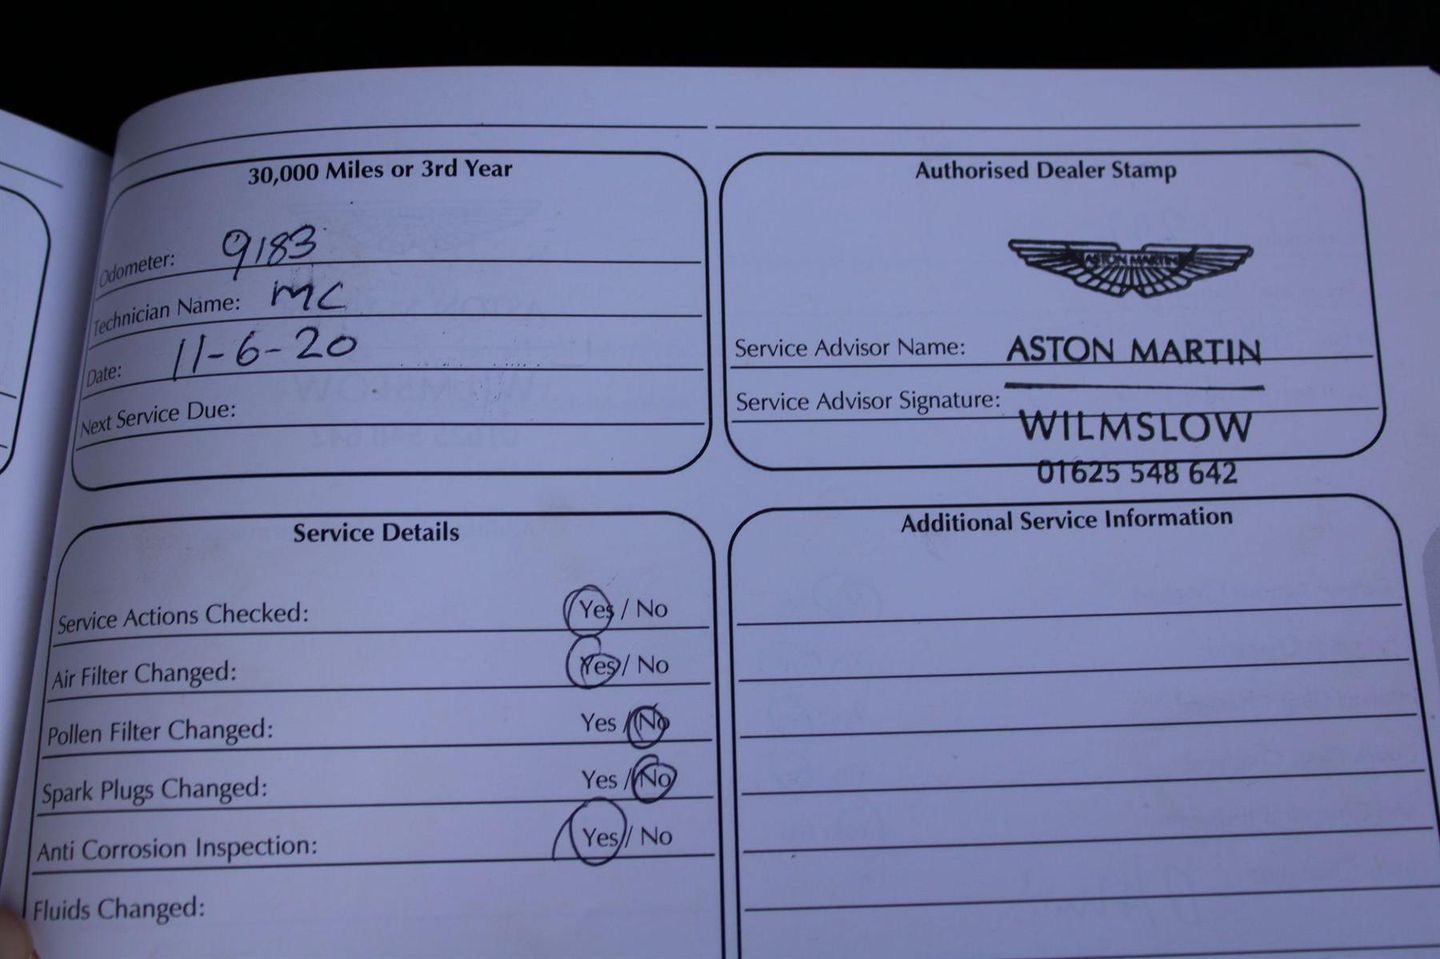 30,000 Miles or 3rd Year
Odometer: 9183
Technician Name: MC
Date: 11-6-20
Next Service Due:
Authorised Dealer Stamp
ASTON MARTIN
Service Advisor Name: ASTON MARTIN
Service Advisor Signature:
WILMSLOW
01625 548 642
Service Details
Service Actions Checked: Yes / No
Air Filter Changed: Yes / No
Pollen Filter Changed: Yes / No
Spark Plugs Changed: Yes / No
Anti Corrosion Inspection: Yes / No
Fluids Changed:
Additional Service Information